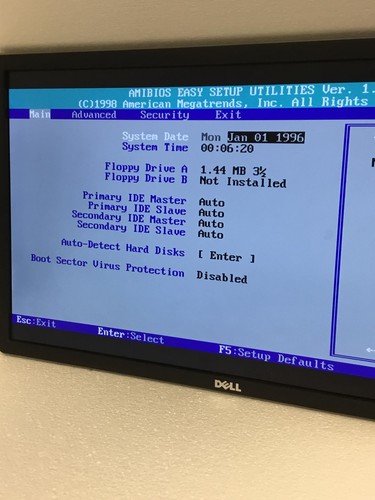 AMIBIOS EASY SETUP UTILITIES Ver. 1.
(C)1998 American Megatrends, Inc. All Rights
Main Advanced Security Exit
System Date Mon Jan 01 1996
System Time 00:06:20
Floppy Drive A 1.44 MB 3½
Floppy Drive B Not Installed
Primary IDE Master Auto
Primary IDE Slave Auto
Secondary IDE Master Auto
Secondary IDE Slave Auto
Auto-Detect Hard Disks [ Enter ]
Boot Sector Virus Protection Disabled
Esc:Exit Enter:Select F5:Setup Defaults
DELL